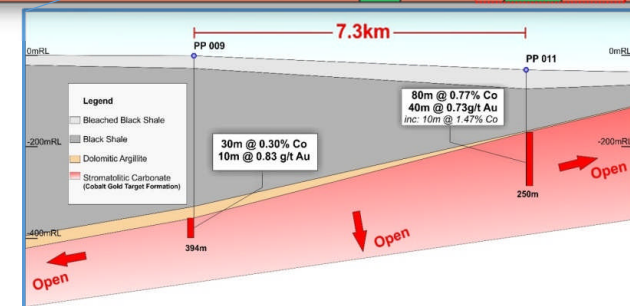 7.3km
0mRL
PP 009
PP 011
0mRL
Legend
Bleached Black Shale
Black Shale
Dolomitic Argillite
Stromatolitic Carbonate
(Cobalt Gold Target Formation)
80m @ 0.77% Co
40m @ 0.73g/t Au
inc: 10m @ 1.47% Co
30m @ 0.30% Co
10m @ 0.83 g/t Au
-200mRL
-200mRL
Open
250m
-400mRL
394m
Open
Open